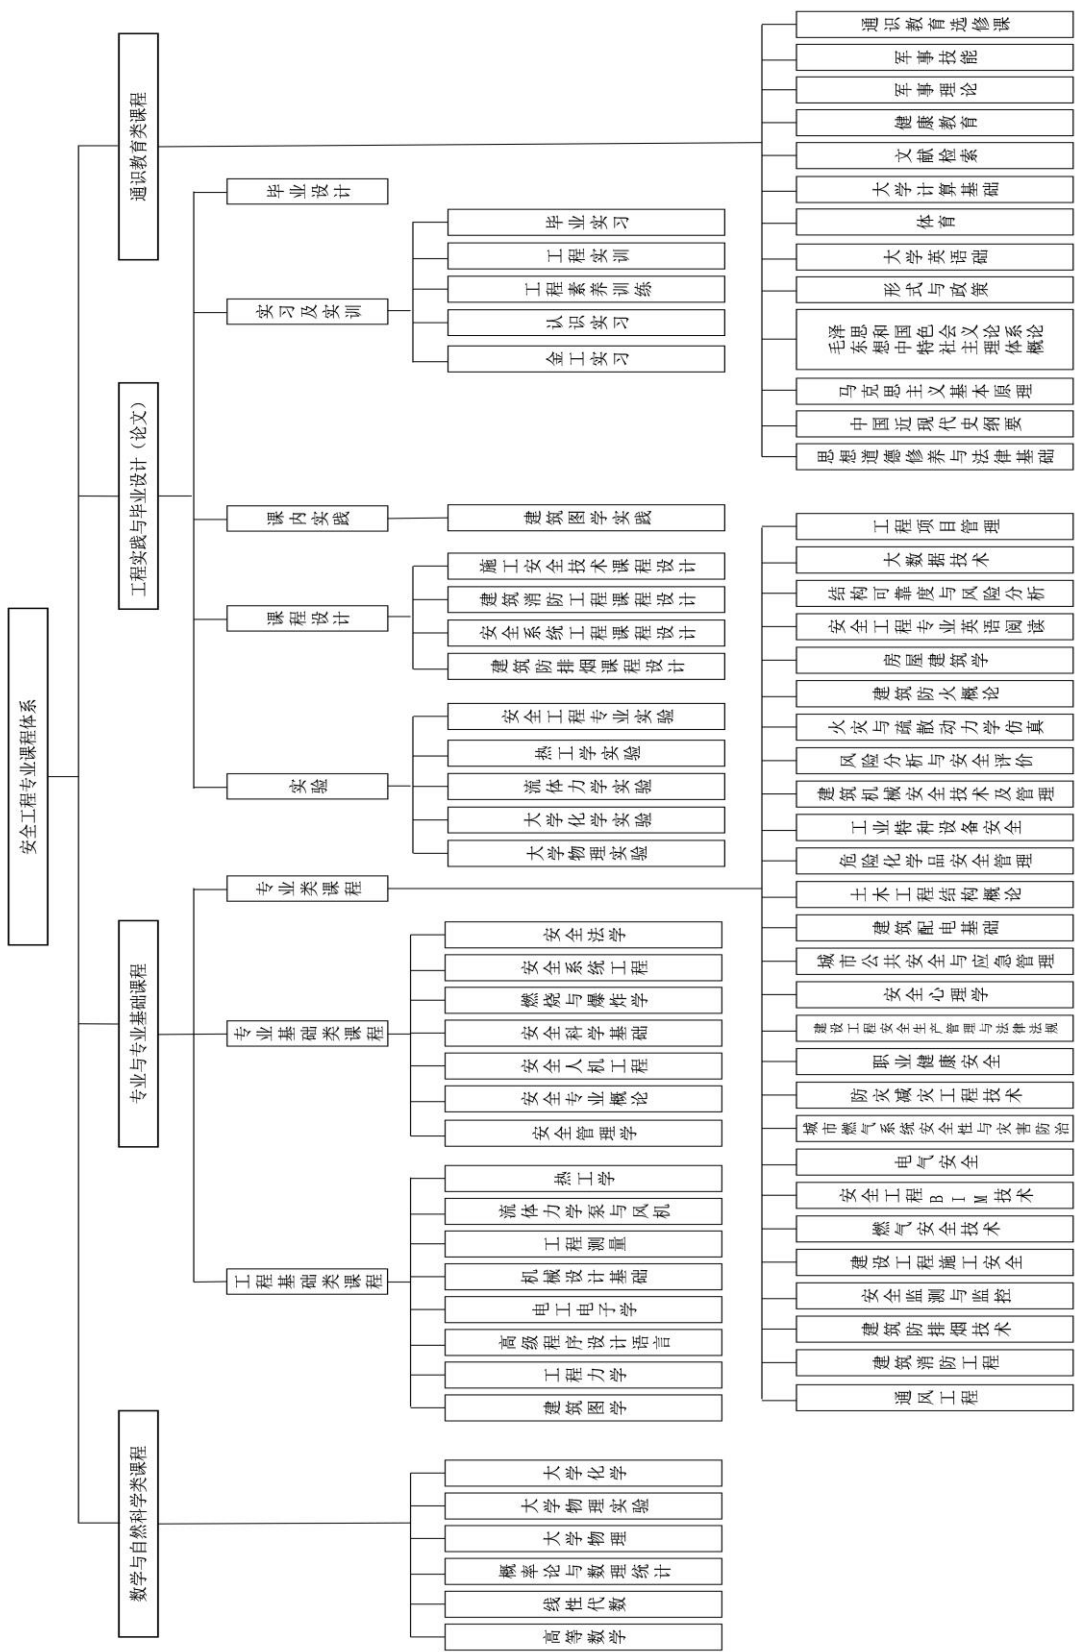 安全工程专业课程体系
数学与自然科学类课程
专业与专业基础课程
工程实践与毕业设计（论文）
通识教育类课程
工程基础类课程
专业基础类课程
专业类课程
实验
课程设计
课内实践
实习及实训
毕业设计
高等数学
线性代数
概率论与数理统计
大学物理
大学物理实验
大学化学
建筑图学
工程力学
高级程序设计语言
电工电子学
机械设计基础
工程测量
流体力学泵与风机
热工学
安全管理学
安全专业概论
安全人机工程
安全科学基础
燃烧与爆炸学
安全系统工程
安全法学
大学物理实验
大学化学实验
流体力学实验
热工学实验
安全工程专业实验
建筑防排烟课程设计
安全系统工程课程设计
建筑消防工程课程设计
施工安全技术课程设计
建筑图学实践
金工实习
认识实习
工程素养训练
工程实训
毕业实习
通风工程
建筑消防工程
建筑防排烟技术
安全监测与监控
建设工程施工安全
燃气安全技术
安全工程BIM技术
电气安全
城市燃气系统安全性与灾害防治
防灾减灾工程技术
职业健康安全
建设工程安全生产管理与法律法规
安全心理学
城市公共安全与应急管理
建筑配电基础
土木工程结构概论
危险化学品安全管理
工业特种设备安全
建筑机械安全技术及管理
风险分析与安全评价
火灾与疏散动力学仿真
建筑防火概论
房屋建筑学
安全工程专业英语阅读
结构可靠度与风险分析
大数据技术
工程项目管理
思想道德修养与法律基础
中国近现代史纲要
马克思主义基本原理
毛泽东思想和中国特色社会主义理论体系概论
形式与政策
大学英语础
体育
大学计算基础
文献检索
健康教育
军事理论
军事技能
通识教育选修课